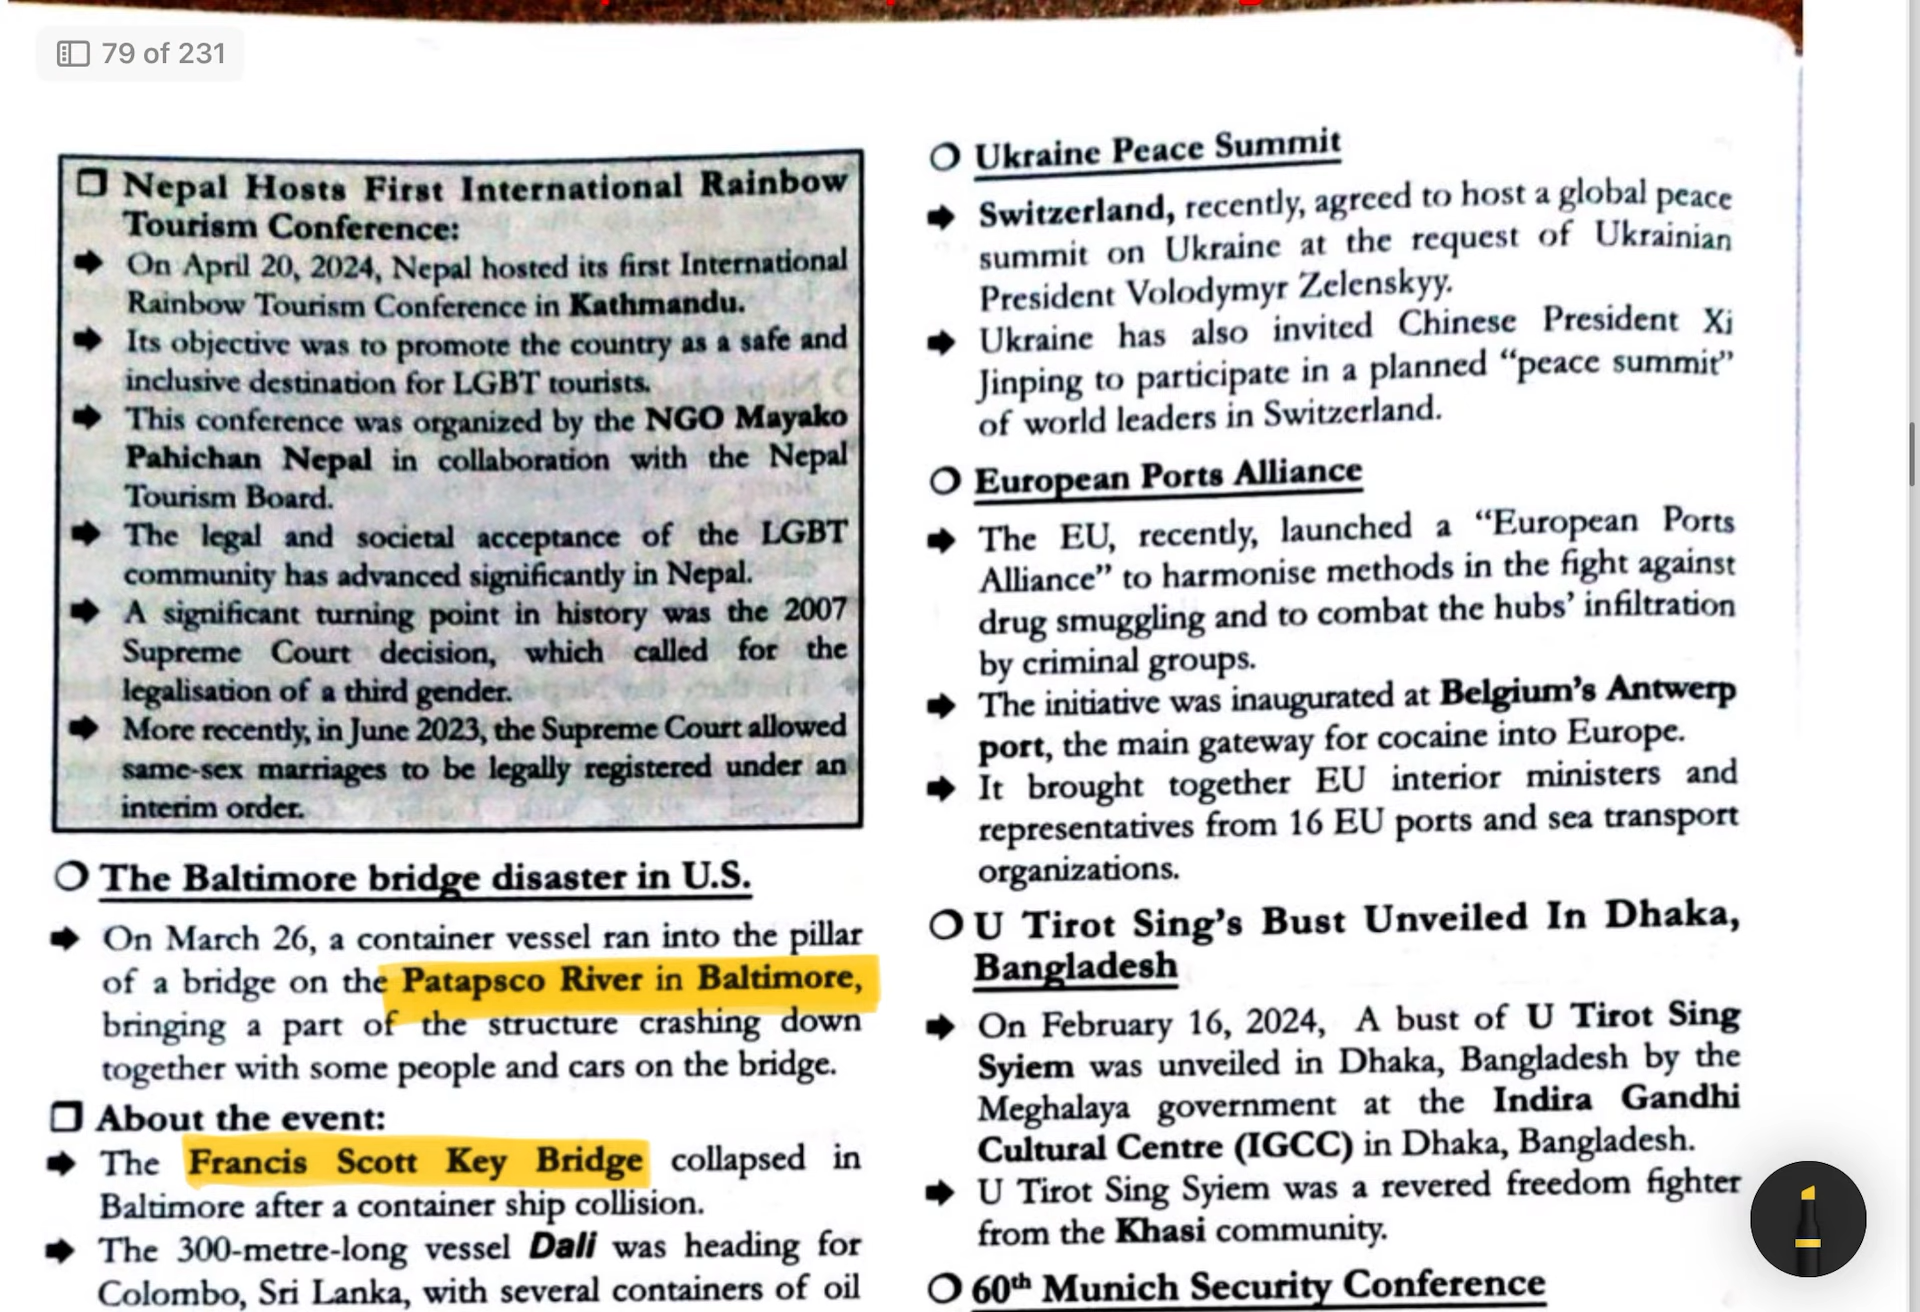 79 of 231
❒ Nepal Hosts First International Rainbow
Tourism Conference:
➡ On April 20, 2024, Nepal hosted its first International
Rainbow Tourism Conference in Kathmandu.
➡ Its objective was to promote the country as a safe and
inclusive destination for LGBT tourists.
➡ This conference was organized by the NGO Mayako
Pahichan Nepal in collaboration with the Nepal
Tourism Board.
➡ The legal and societal acceptance of the LGBT
community has advanced significantly in Nepal.
➡ A significant turning point in history was the 2007
Supreme Court decision, which called for the
legalisation of a third gender.
➡ More recently, in June 2023, the Supreme Court allowed
same-sex marriages to be legally registered under an
interim order.
❍ The Baltimore bridge disaster in U.S.
➡ On March 26, a container vessel ran into the pillar
of a bridge on the Patapsco River in Baltimore,
bringing a part of the structure crashing down
together with some people and cars on the bridge.
❒ About the event:
➡ The Francis Scott Key Bridge collapsed in
Baltimore after a container ship collision.
➡ The 300-metre-long vessel Dali was heading for
Colombo, Sri Lanka, with several containers of oil
❍ Ukraine Peace Summit
➡ Switzerland, recently, agreed to host a global peace
summit on Ukraine at the request of Ukrainian
President Volodymyr Zelenskyy.
➡ Ukraine has also invited Chinese President Xi
Jinping to participate in a planned “peace summit”
of world leaders in Switzerland.
❍ European Ports Alliance
➡ The EU, recently, launched a “European Ports
Alliance” to harmonise methods in the fight against
drug smuggling and to combat the hubs’ infiltration
by criminal groups.
➡ The initiative was inaugurated at Belgium’s Antwerp
port, the main gateway for cocaine into Europe.
➡ It brought together EU interior ministers and
representatives from 16 EU ports and sea transport
organizations.
❍ U Tirot Sing’s Bust Unveiled In Dhaka,
Bangladesh
➡ On February 16, 2024, A bust of U Tirot Sing
Syiem was unveiled in Dhaka, Bangladesh by the
Meghalaya government at the Indira Gandhi
Cultural Centre (IGCC) in Dhaka, Bangladesh.
➡ U Tirot Sing Syiem was a revered freedom fighter
from the Khasi community.
❍ 60th Munich Security Conference